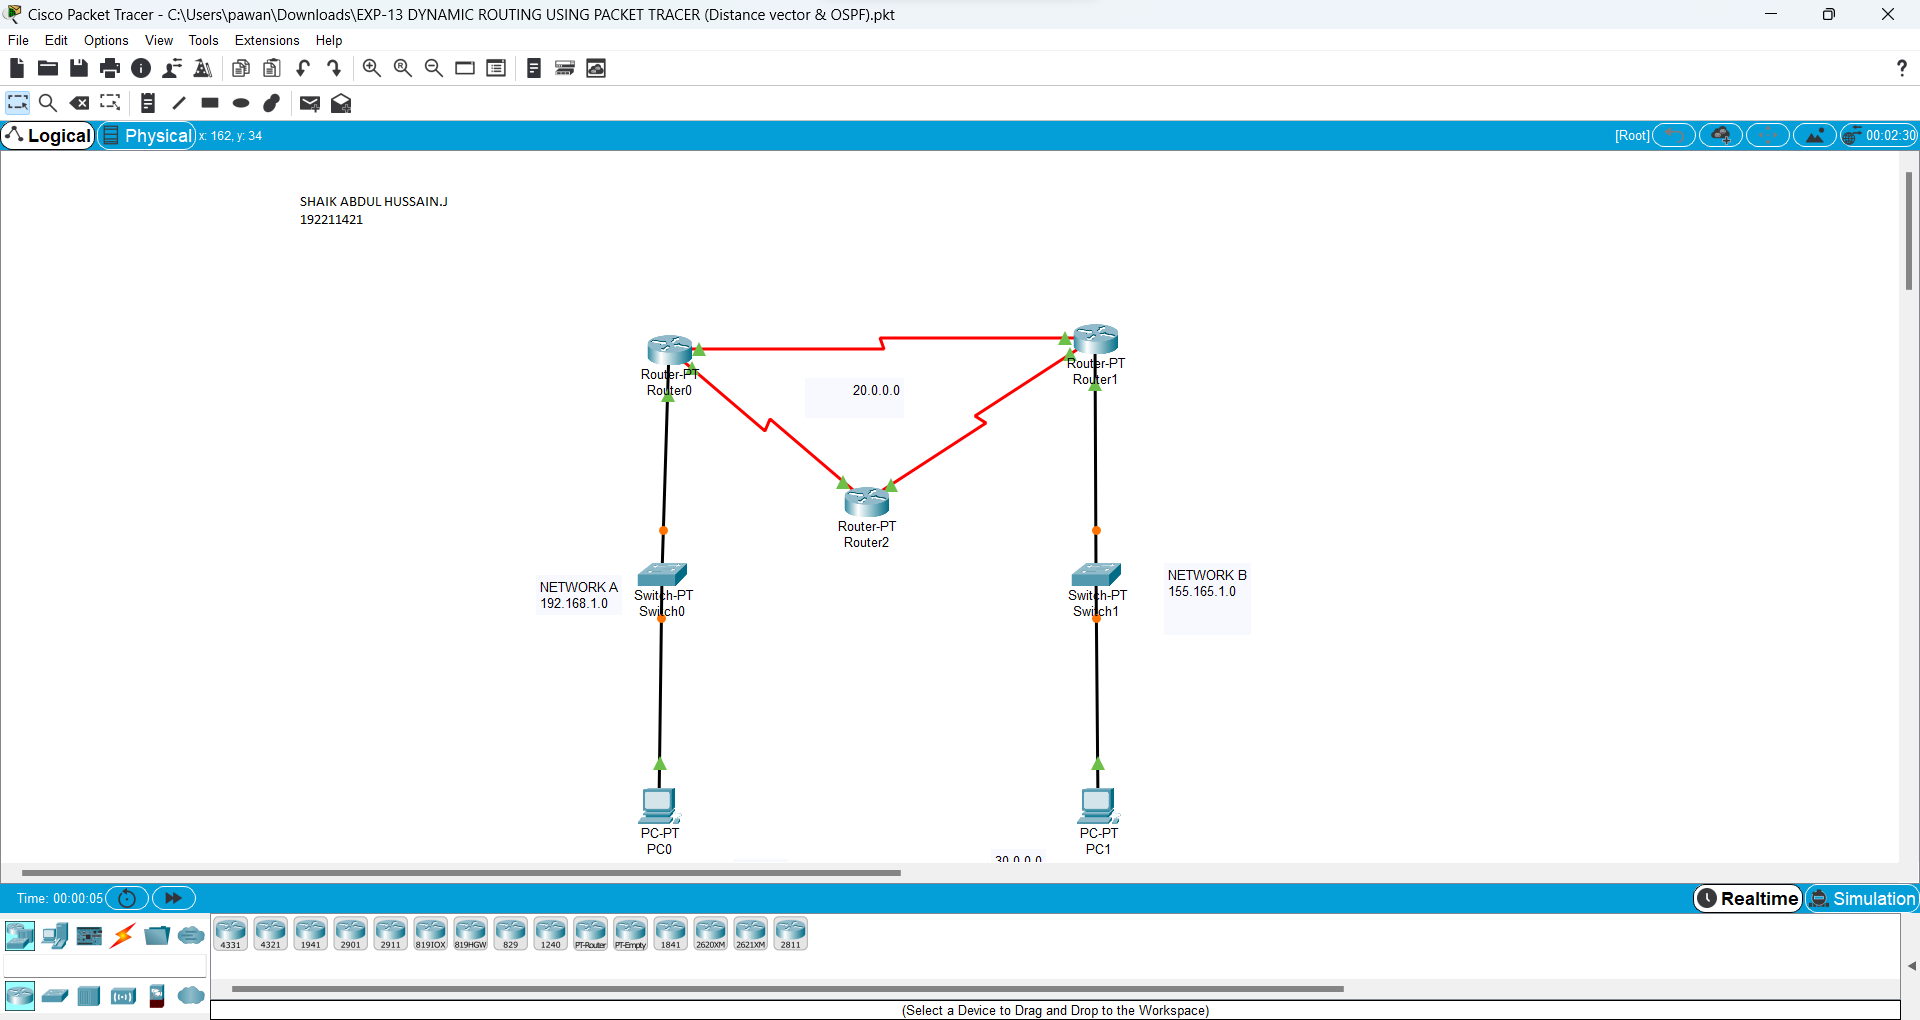 Cisco Packet Tracer - C:\Users\pawan\Downloads\EXP-13 DYNAMIC ROUTING USING PACKET TRACER (Distance vector & OSPF).pkt
File Edit Options View Tools Extensions Help
?
Logical Physical x: 162, y: 34 [Root] 00:02:30
SHAIK ABDUL HUSSAIN.J
192211421
Router-PT
Router0
Router-PT
Router1
20.0.0.0
Router-PT
Router2
NETWORK A
192.168.1.0
Switch-PT
Switch0
Switch-PT
Switch1
NETWORK B
155.165.1.0
PC-PT
PC0
PC-PT
PC1
30.0.0.0
Time: 00:00:05 Realtime Simulation
4331 4321 1941 2901 2911 819IOX 819HGW 829 1240 PT-Router PT-Empty 1841 2620XM 2621XM 2811
(Select a Device to Drag and Drop to the Workspace)